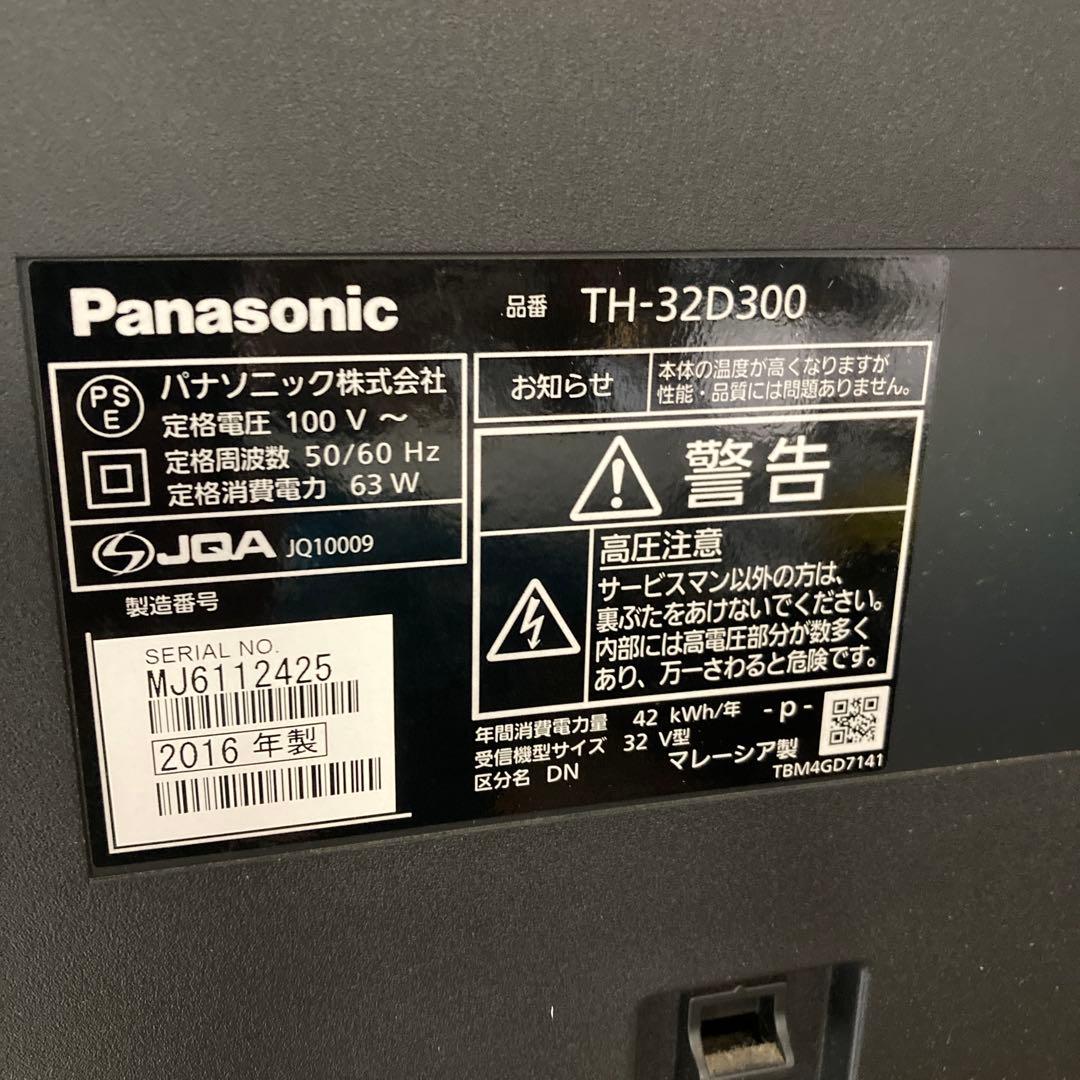 Panasonic
品番 TH-32D300
PS
E
パナソニック株式会社
定格電圧 100 V ～
定格周波数 50/60 Hz
定格消費電力 63 W
JQA JQ10009
製造番号
SERIAL NO.
MJ6112425
2016 年製
お知らせ
本体の温度が高くなりますが
性能・品質には問題ありません。
警告
高圧注意
サービスマン以外の方は、
裏ぶたをあけないでください。
内部には高電圧部分が数多く
あり、万一さわると危険です。
年間消費電力量 42 kWh/年 -p-
受信機型サイズ 32 V型
区分名 DN
マレーシア製
TBM4GD7141